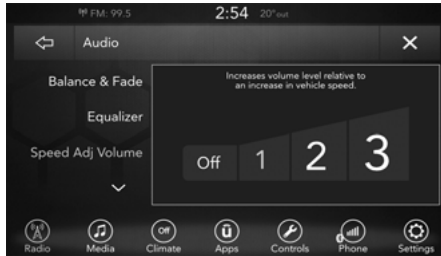 FM: 99.5
2:54
20°out
Audio
Balance & Fade
Increases volume level relative to
an increase in vehicle speed.
Equalizer
Speed Adj Volume
Off
1
2
3
Off
Radio
Media
Climate
Apps
Controls
Phone
Settings